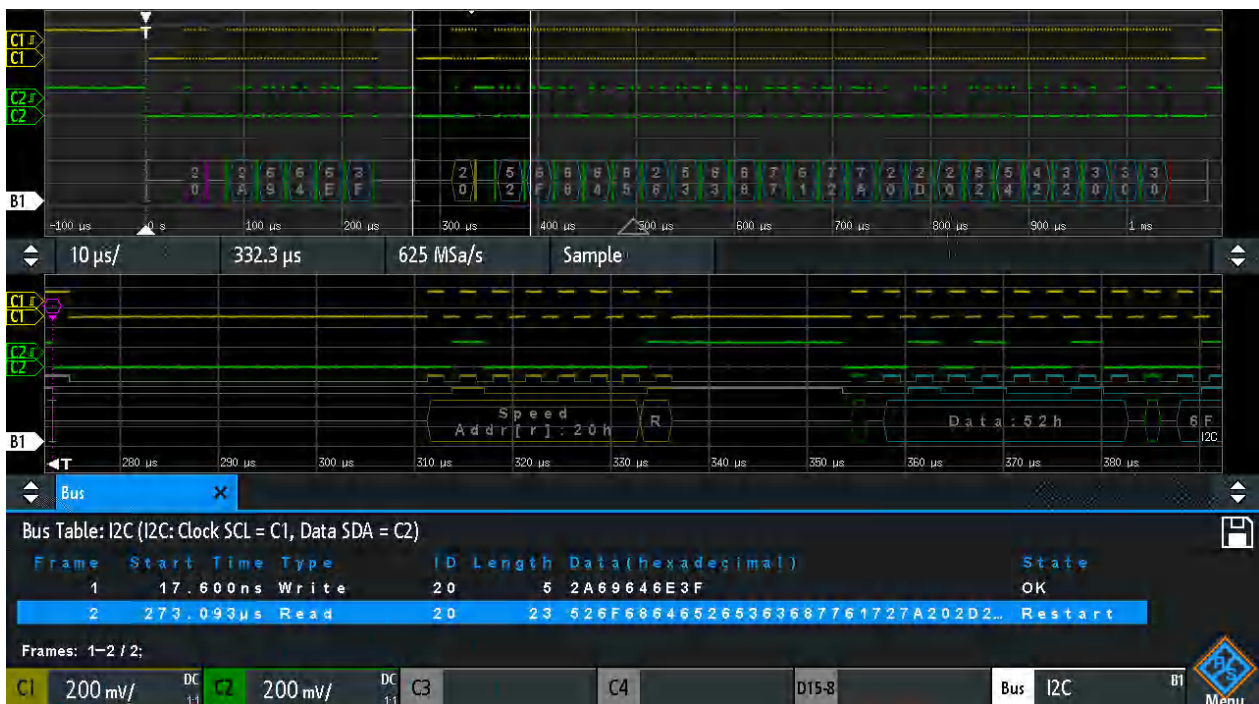 C1
C1
C2
C2
T
2 2 6 6 6 3 2 5 6 6 6 6 2 5 6 6 7 6 7 7 2 2 2 5 4 3 3 3
0 A 9 4 E F 0 2 F 8 4 5 6 3 3 8 7 1 2 A 0 D 0 4 2 0 0 0
B1
-100 µs 0 s 100 µs 200 µs 300 µs 400 µs 500 µs 600 µs 700 µs 800 µs 900 µs 1 ms
10 µs/ 332.3 µs 625 MSa/s Sample
C1
C1
C2
C2
Speed
Addr[r]:20h R Data:52h 6F
B1
I2C
T 280 µs 290 µs 300 µs 310 µs 320 µs 330 µs 340 µs 350 µs 360 µs 370 µs 380 µs
Bus
Bus Table: I2C (I2C: Clock SCL = C1, Data SDA = C2)
Frame Start Time Type ID Length Data(hexadecimal) State
1 17.600ns Write 20 5 2A69646E3F OK
2 273.093µs Read 20 23 526F68646526536368776172​7A202D2… Restart
Frames: 1-2 / 2;
C1 200 mV/ DC 1:1 C2 200 mV/ DC 1:1 C3 C4 D15-8 Bus I2C B1
Menu